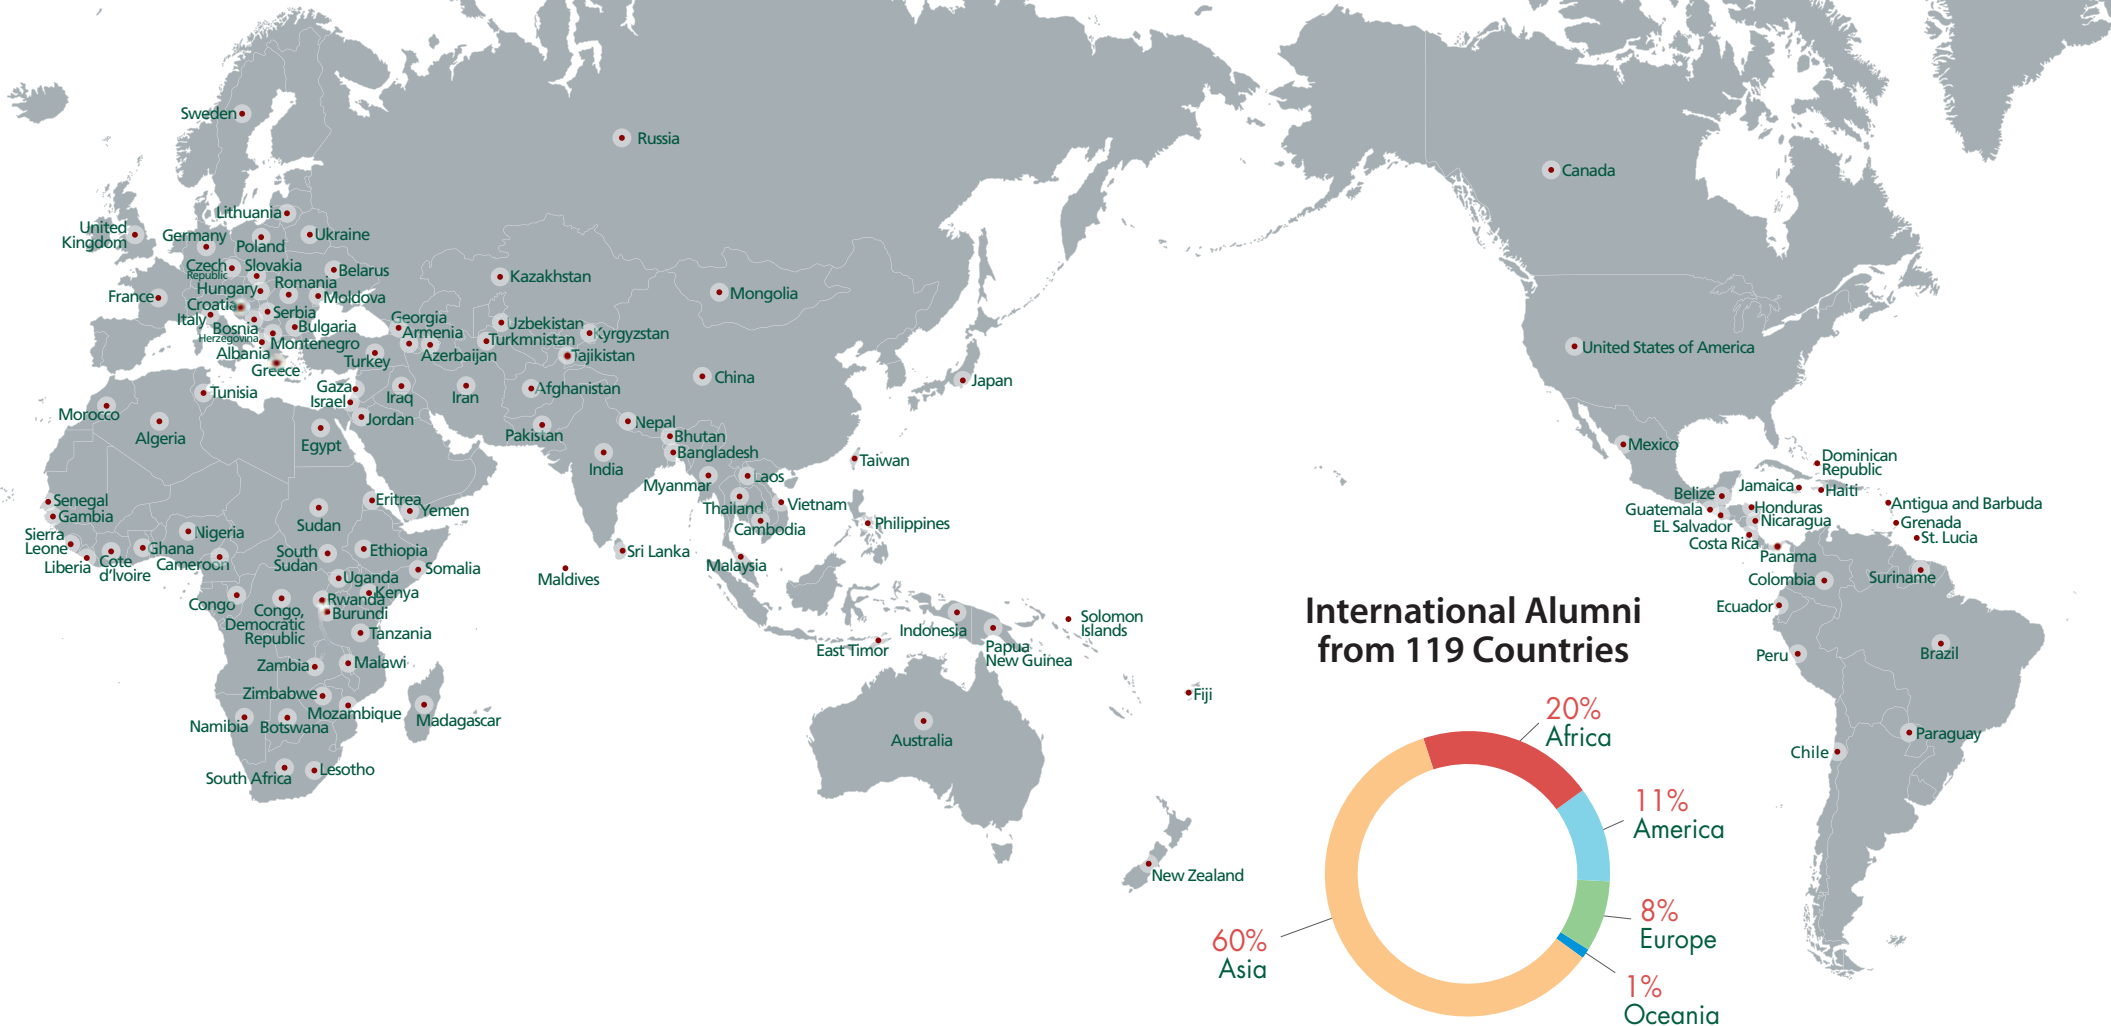 Sweden
Russia
Canada
Lithuania
United
Kingdom
Germany
Poland
Ukraine
Czech
Republic
Slovakia
Belarus
Hungary
Romania
France
Moldova
Croatia
Italy
Serbia
Bosnia
Herzegovina
Bulgaria
Montenegro
Albania
Greece
Kazakhstan
Mongolia
Georgia
Armenia
Azerbaijan
Turkey
Uzbekistan
Turkmnistan
Kyrgyzstan
Tajikistan
United States of America
China
Japan
Gaza
Israel
Iraq
Iran
Afghanistan
Tunisia
Morocco
Algeria
Jordan
Egypt
Pakistan
Nepal
Bhutan
Bangladesh
India
Taiwan
Mexico
Myanmar
Laos
Thailand
Vietnam
Cambodia
Philippines
Dominican
Republic
Belize
Jamaica
Haiti
Guatemala
Honduras
EL Salvador
Nicaragua
Costa Rica
Panama
Antigua and Barbuda
Grenada
St. Lucia
Senegal
Gambia
Sierra
Leone
Liberia
Cote
d'Ivoire
Ghana
Nigeria
Cameroon
Sudan
Eritrea
Yemen
South
Sudan
Ethiopia
Somalia
Uganda
Kenya
Rwanda
Burundi
Congo
Congo,
Democratic
Republic
Tanzania
Maldives
Sri Lanka
Malaysia
Colombia
Suriname
Ecuador
Indonesia
East Timor
Papua
New Guinea
Solomon
Islands
Peru
Brazil
Zambia
Malawi
Zimbabwe
Mozambique
Namibia
Botswana
Madagascar
South Africa
Lesotho
Fiji
Australia
New Zealand
Paraguay
Chile
International Alumni
from 119 Countries
20%
Africa
11%
America
8%
Europe
60%
Asia
1%
Oceania